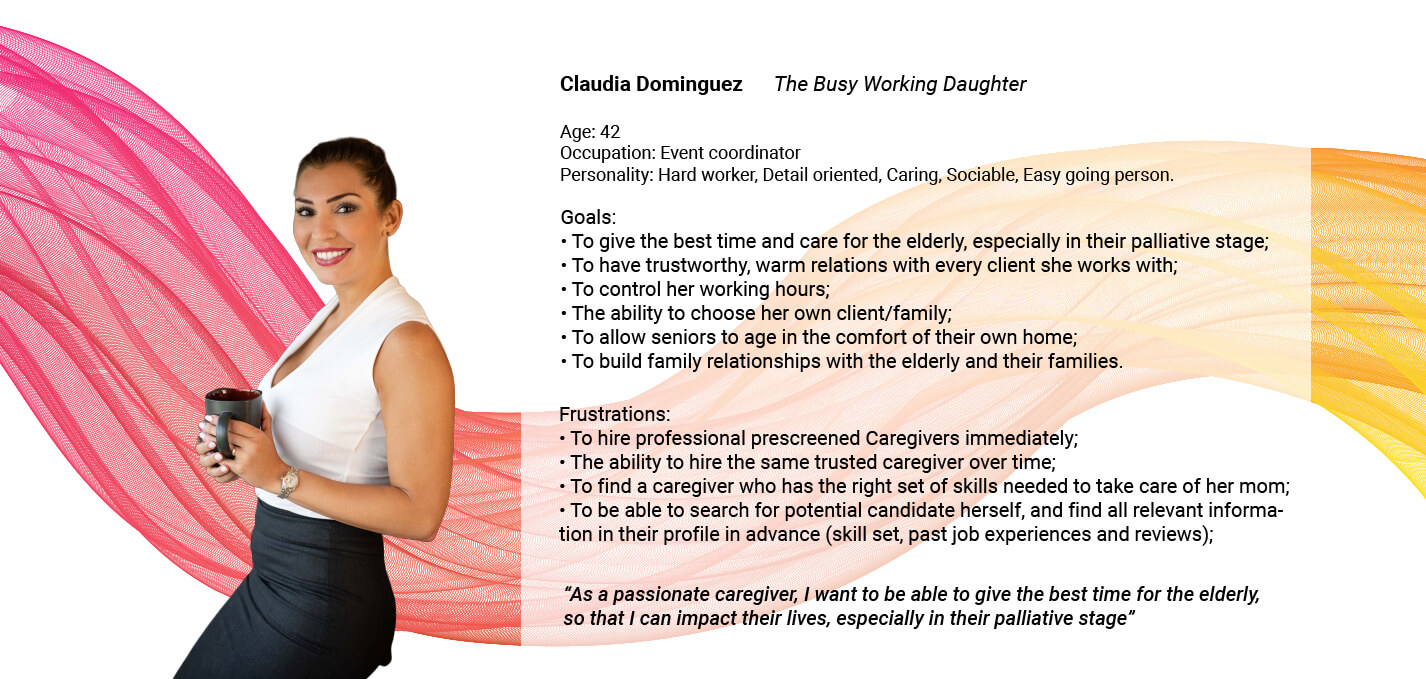 Claudia Dominguez The Busy Working Daughter
Age: 42
Occupation: Event coordinator
Personality: Hard worker, Detail oriented, Caring, Sociable, Easy going person.
Goals:
• To give the best time and care for the elderly, especially in their palliative stage;
• To have trustworthy, warm relations with every client she works with;
• To control her working hours;
• The ability to choose her own client/family;
• To allow seniors to age in the comfort of their own home;
• To build family relationships with the elderly and their families.
Frustrations:
• To hire professional prescreened Caregivers immediately;
• The ability to hire the same trusted caregiver over time;
• To find a caregiver who has the right set of skills needed to take care of her mom;
• To be able to search for potential candidate herself, and find all relevant informa-
tion in their profile in advance (skill set, past job experiences and reviews);
“As a passionate caregiver, I want to be able to give the best time for the elderly,
so that I can impact their lives, especially in their palliative stage”